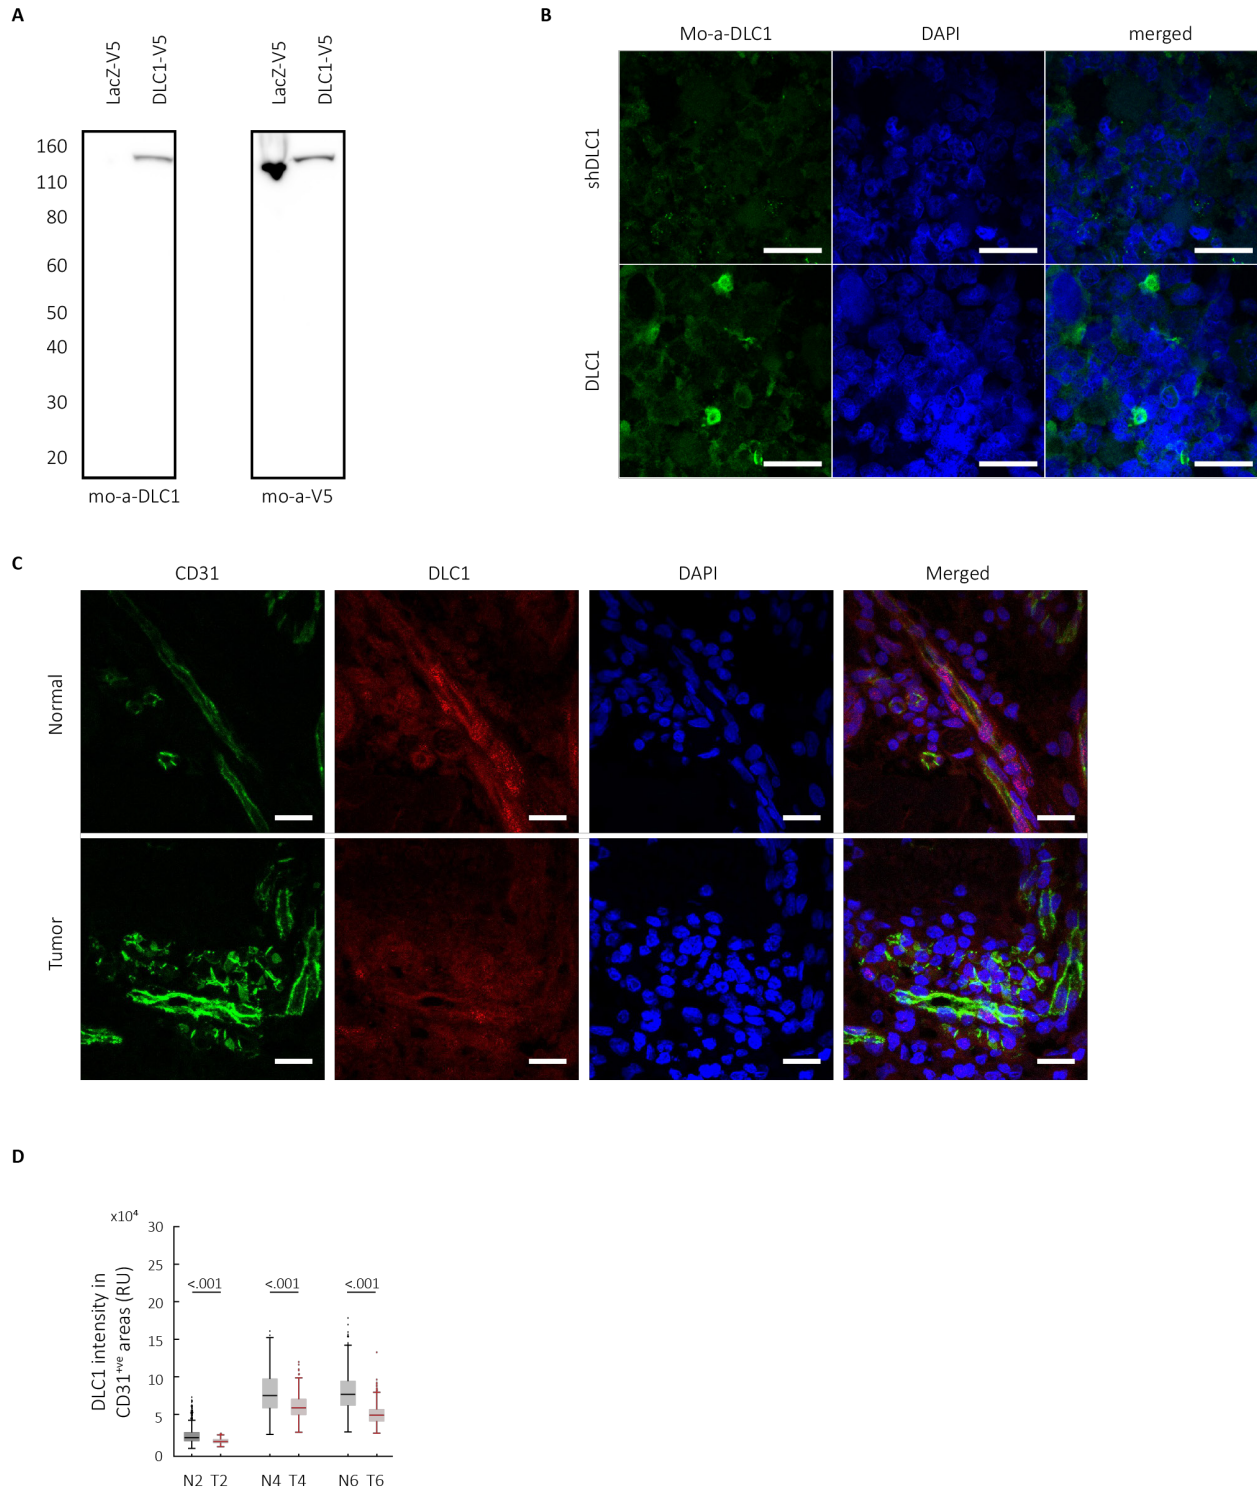 A
LacZ-V5
DLC1-V5
LacZ-V5
DLC1-V5
160
110
80
60
50
40
30
20
mo-a-DLC1
mo-a-V5
B
Mo-a-DLC1
DAPI
merged
shDLC1
DLC1
C
CD31
DLC1
DAPI
Merged
Normal
Tumor
D
x10⁴
DLC1 intensity in
CD31⁺ᵛᵉ areas (RU)
30
25
20
15
10
5
0
<.001
<.001
<.001
N2 T2 N4 T4 N6 T6